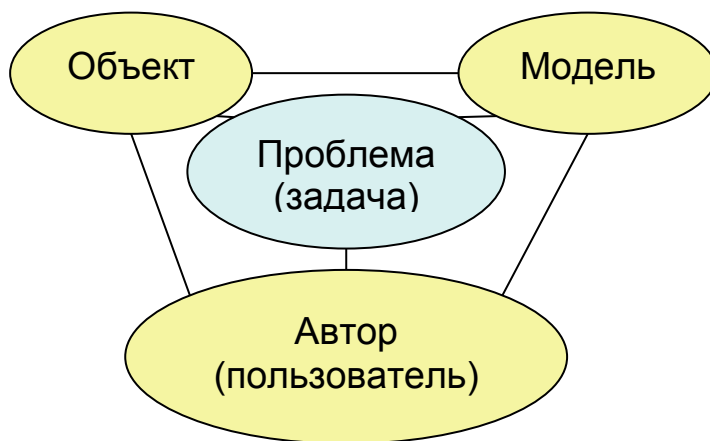 Объект
Модель
Проблема
(задача)
Автор
(пользователь)